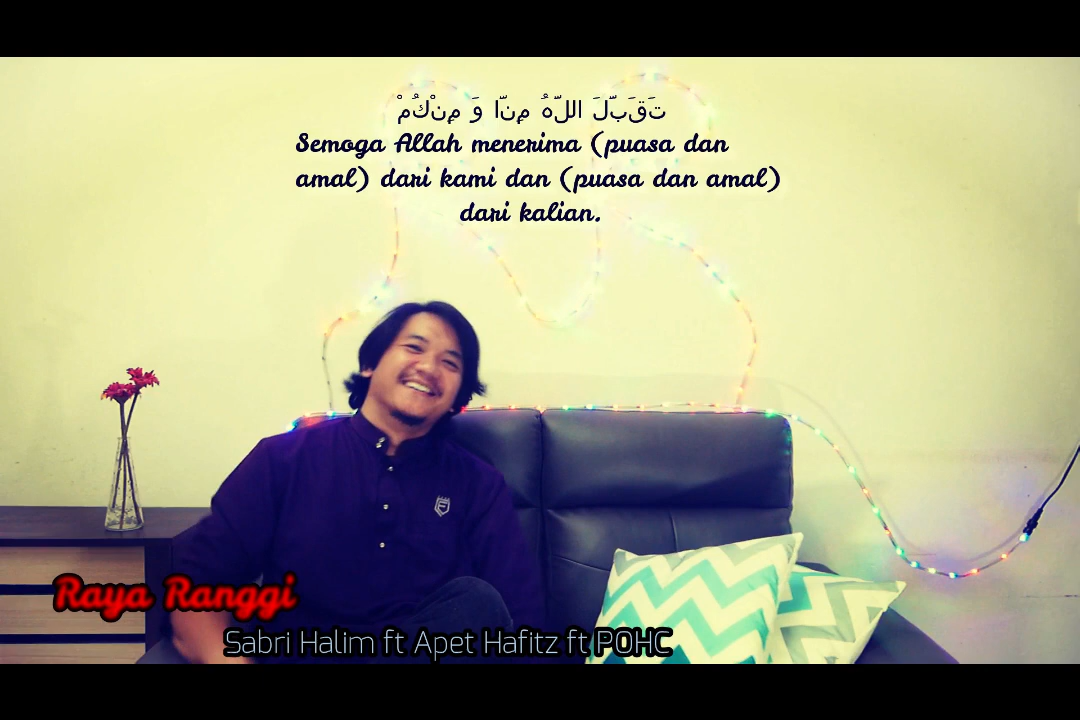 تَقَبّلَ اللّهُ مِنّا وَ مِنْكُمْ
Semoga Allah menerima (puasa dan
amal) dari kami dan (puasa dan amal)
dari kalian.
Raya Ranggi
Sabri Halim ft Apet Hafitz ft POHC